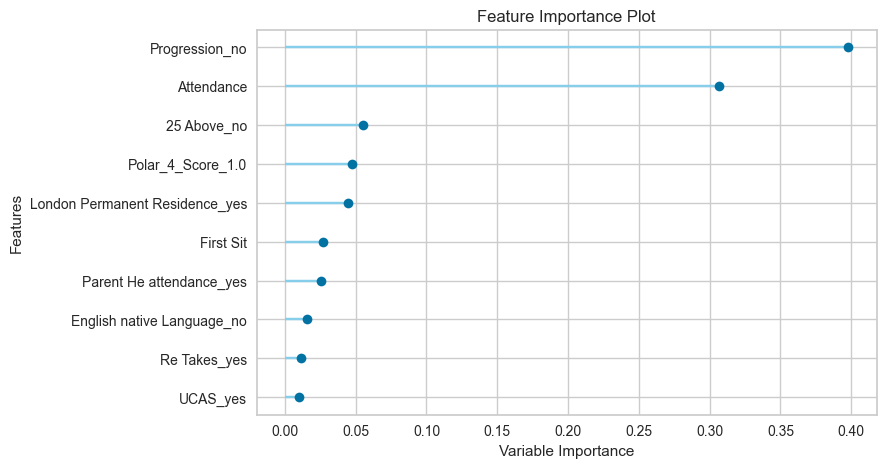 Feature Importance Plot
Progression_no
Attendance
25 Above_no
Polar_4_Score_1.0
London Permanent Residence_yes
First Sit
Parent He attendance_yes
English native Language_no
Re Takes_yes
UCAS_yes
Features
0.00 0.05 0.10 0.15 0.20 0.25 0.30 0.35 0.40
Variable Importance